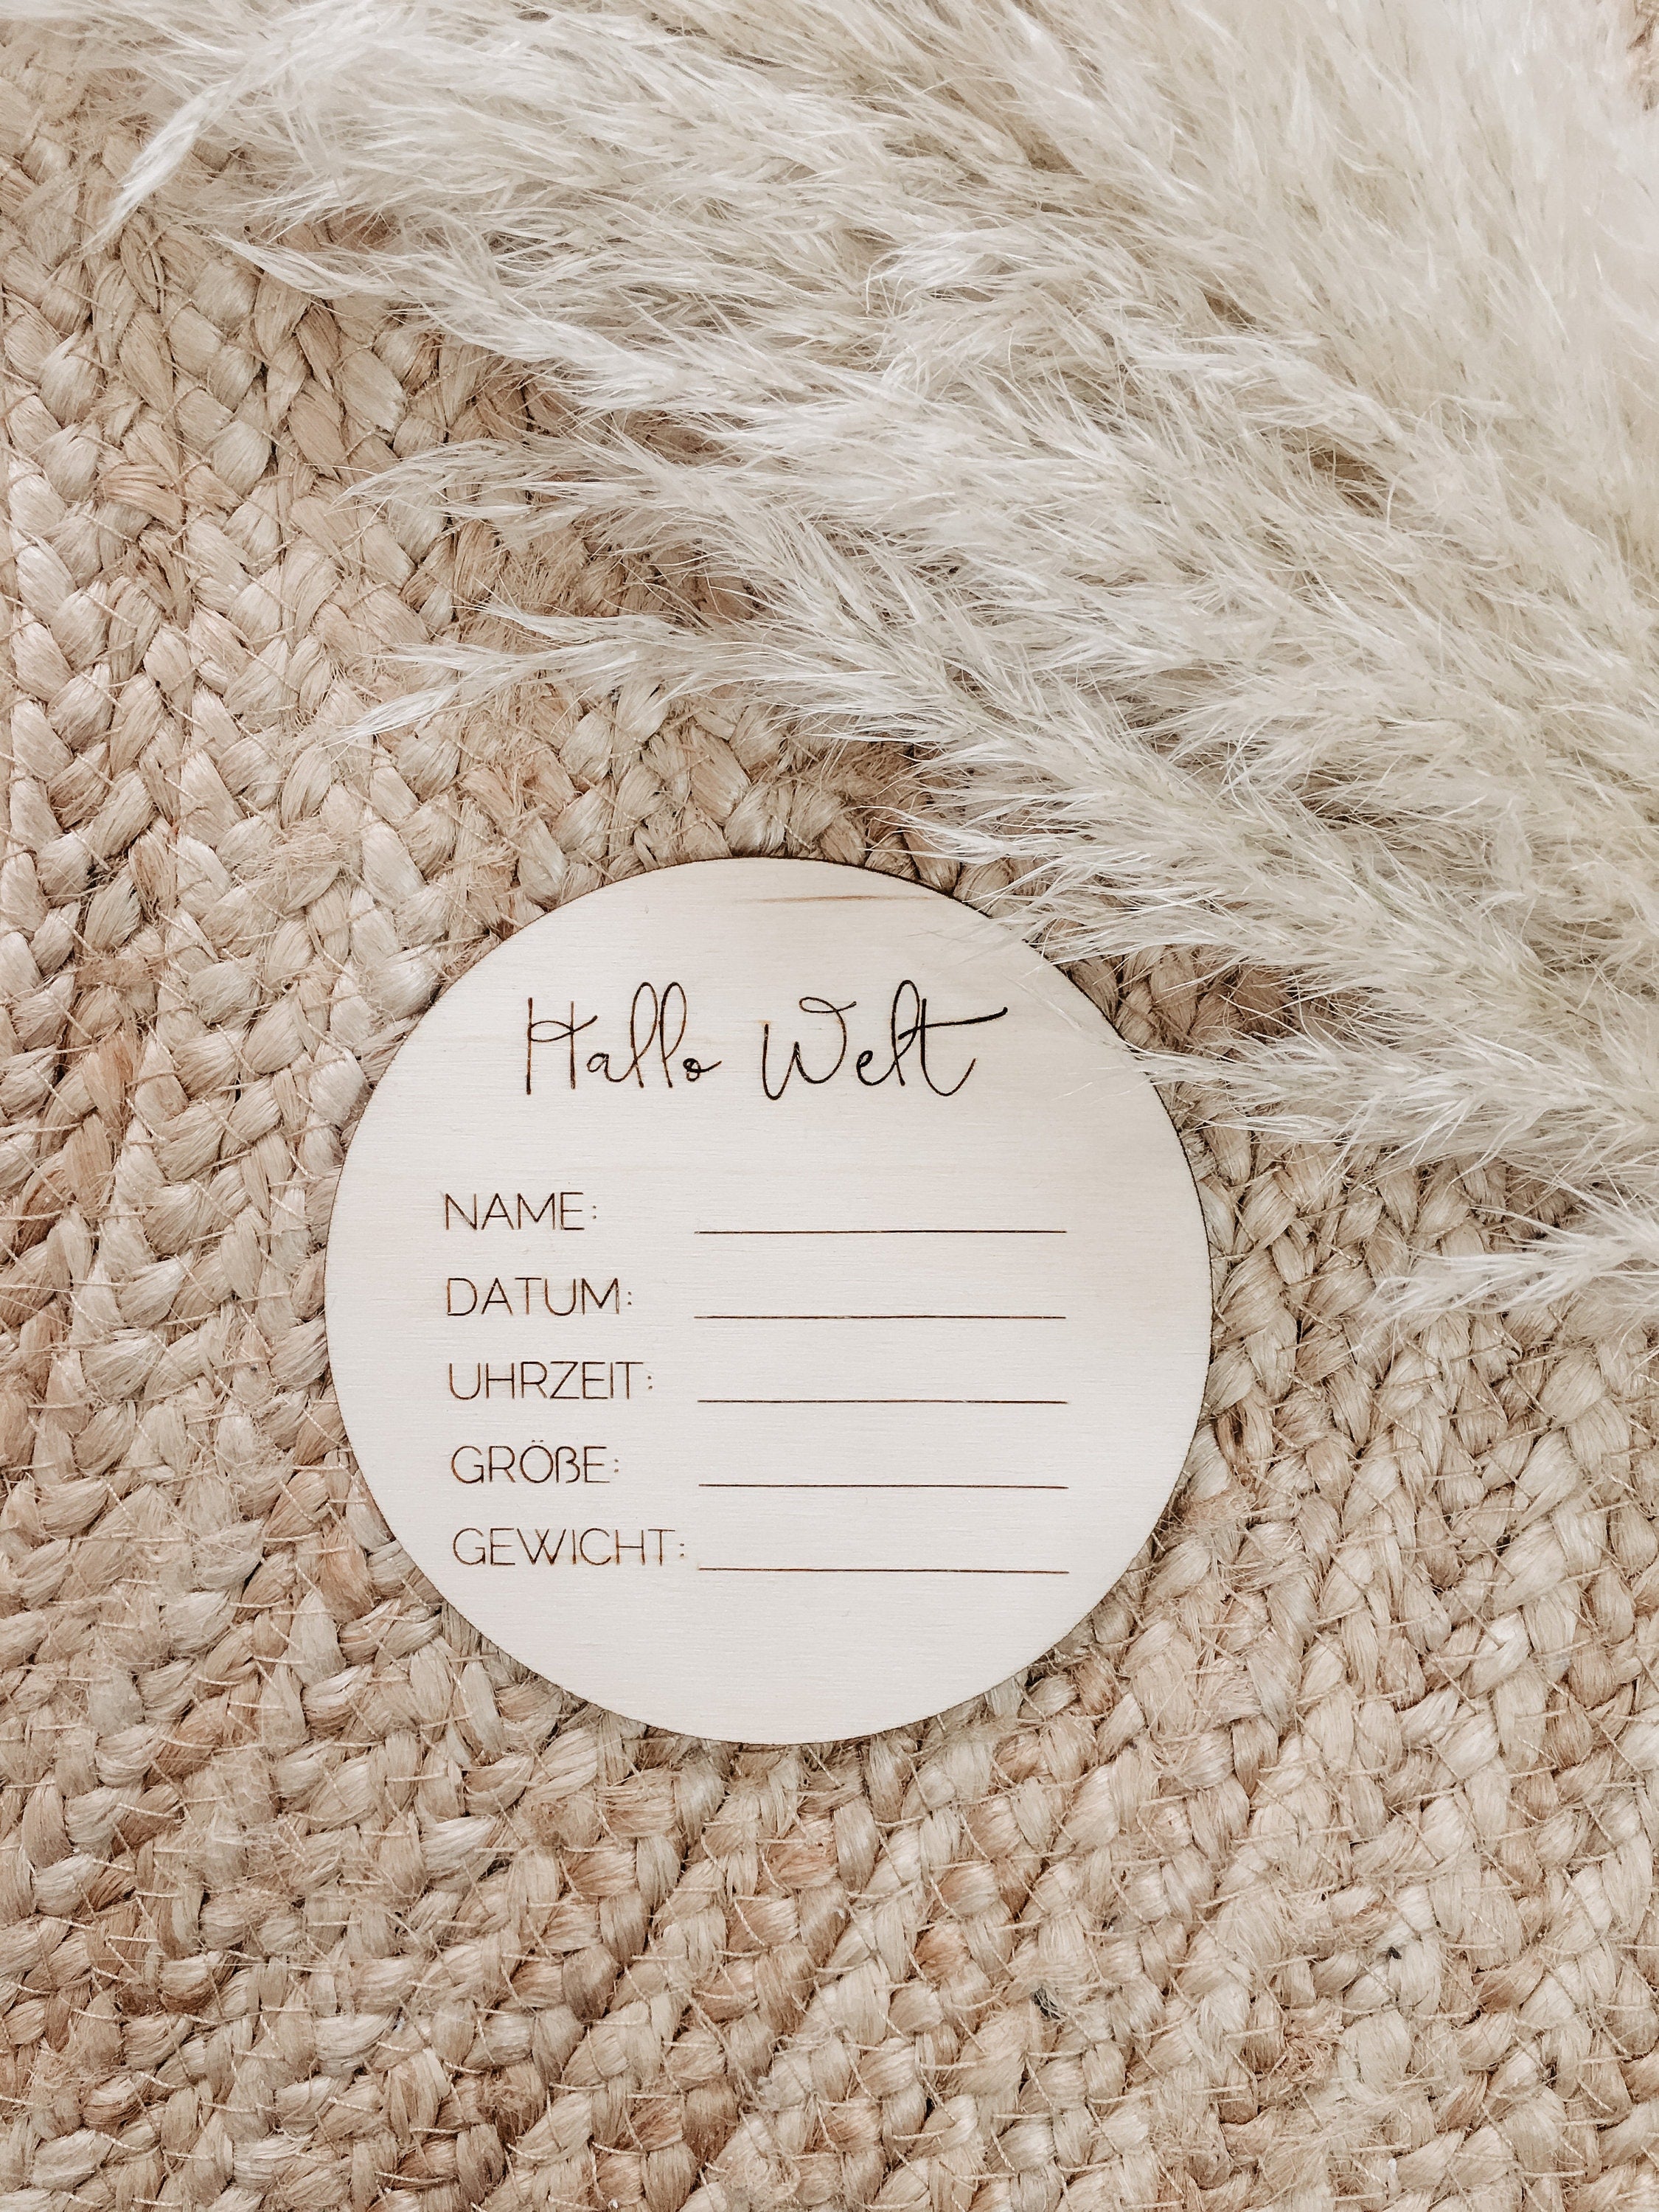 Hallo Welt
NAME:
DATUM:
UHRZEIT:
GRÖßE:
GEWICHT: